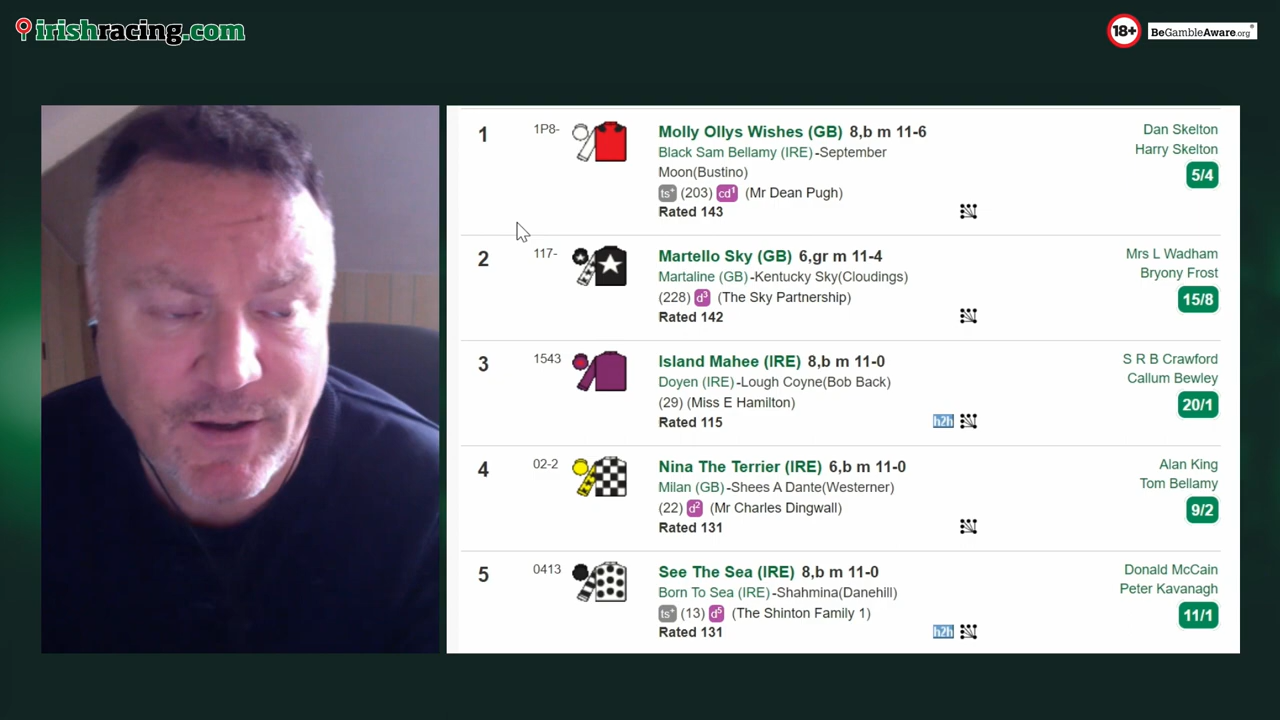 irishracing.com
18+
BeGambleAware.org®
1
1P8-
Molly Ollys Wishes (GB) 8,b m 11-6
Black Sam Bellamy (IRE)-September
Moon(Bustino)
ts+ (203) cd1 (Mr Dean Pugh)
Rated 143
Dan Skelton
Harry Skelton
5/4
2
117-
Martello Sky (GB) 6,gr m 11-4
Martaline (GB)-Kentucky Sky(Cloudings)
(228) d3 (The Sky Partnership)
Rated 142
Mrs L Wadham
Bryony Frost
15/8
3
1543
Island Mahee (IRE) 8,b m 11-0
Doyen (IRE)-Lough Coyne(Bob Back)
(29) (Miss E Hamilton)
Rated 115
h2h
S R B Crawford
Callum Bewley
20/1
4
02-2
Nina The Terrier (IRE) 6,b m 11-0
Milan (GB)-Shees A Dante(Westerner)
(22) d2 (Mr Charles Dingwall)
Rated 131
Alan King
Tom Bellamy
9/2
5
0413
See The Sea (IRE) 8,b m 11-0
Born To Sea (IRE)-Shahmina(Danehill)
ts+ (13) d5 (The Shinton Family 1)
Rated 131
h2h
Donald McCain
Peter Kavanagh
11/1